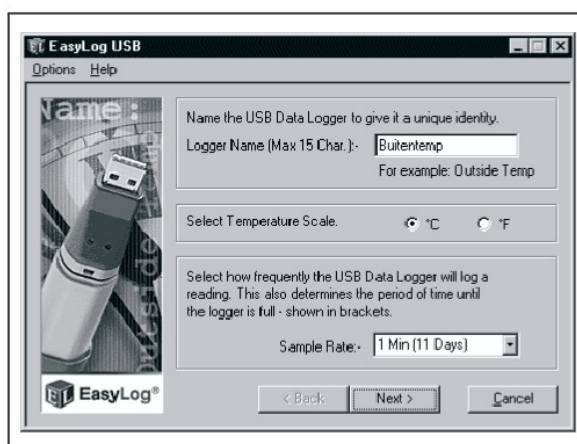 EasyLog USB
Options Help
Name:
Name the USB Data Logger to give it a unique identity.
Logger Name (Max 15 Char.):- Buitentemp
For example: Outside Temp
Select Temperature Scale. °C °F
Select how frequently the USB Data Logger will log a
reading. This also determines the period of time until
the logger is full - shown in brackets.
Sample Rate:- 1 Min (11 Days)
Outside
EL EasyLog®
< Back Next > Cancel